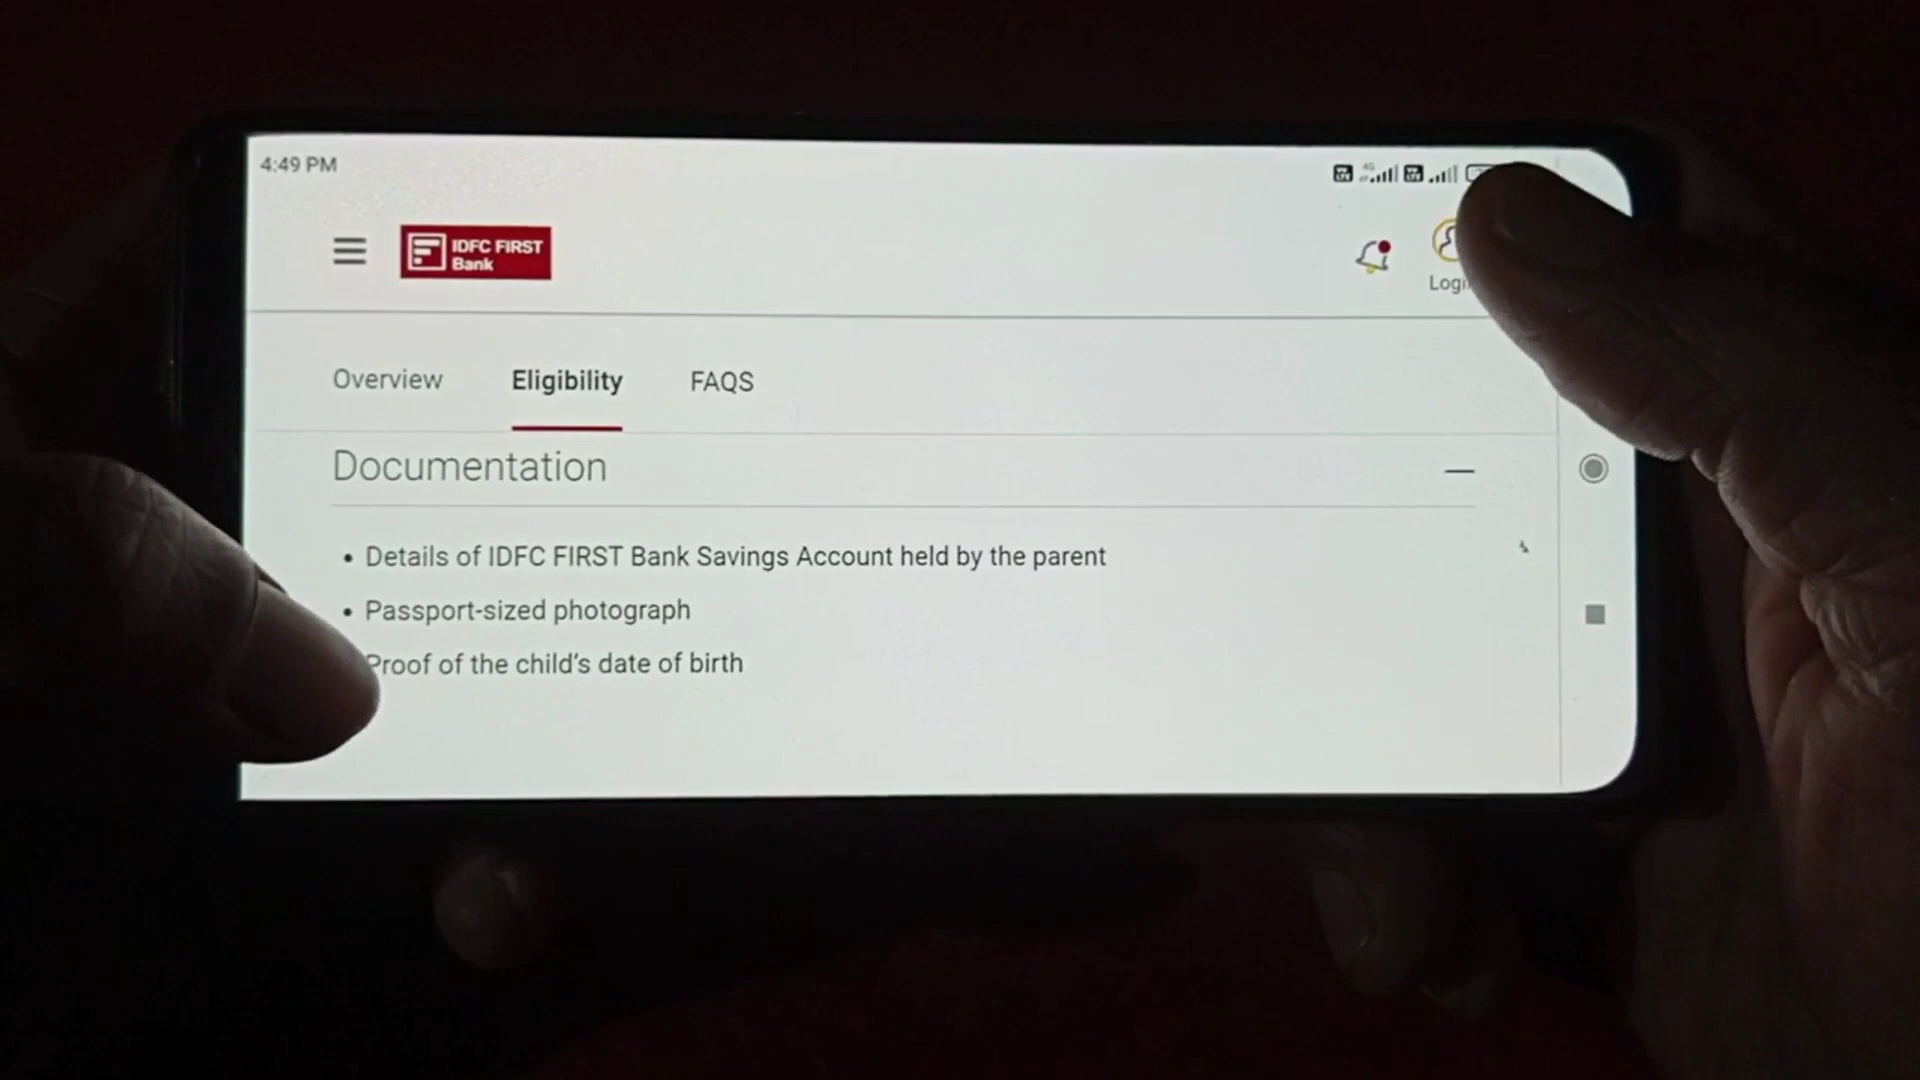 4:49 PM
IDFC FIRST
Bank
Overview
Eligibility
FAQS
Documentation
• Details of IDFC FIRST Bank Savings Account held by the parent
• Passport-sized photograph
Proof of the child's date of birth